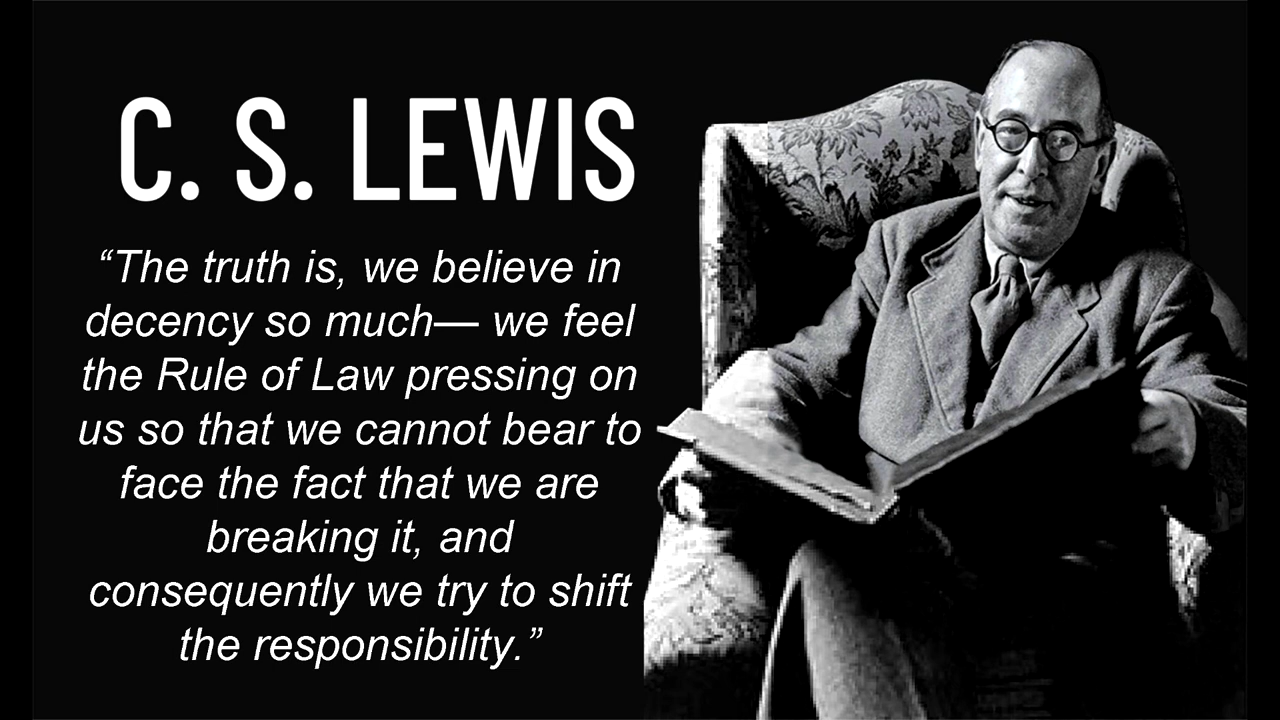 C. S. LEWIS
“The truth is, we believe in
decency so much— we feel
the Rule of Law pressing on
us so that we cannot bear to
face the fact that we are
breaking it, and
consequently we try to shift
the responsibility.”